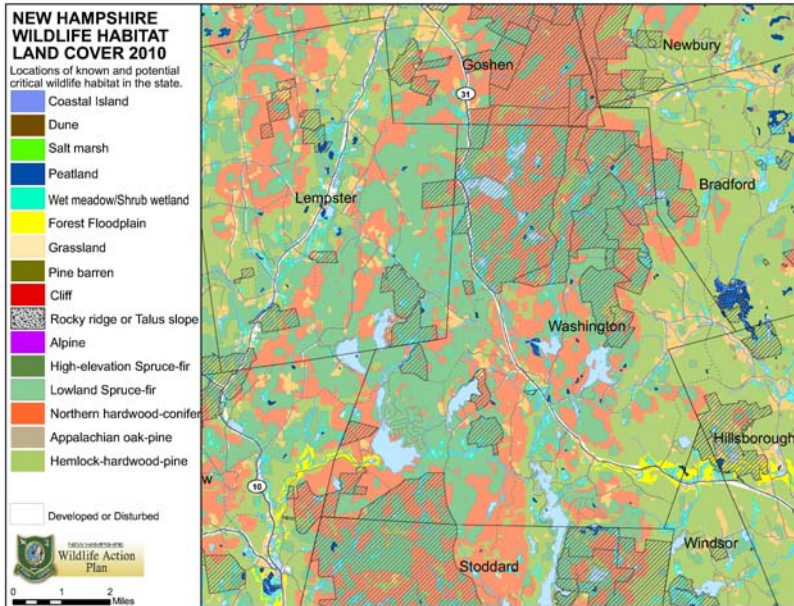 NEW HAMPSHIRE
WILDLIFE HABITAT
LAND COVER 2010
Locations of known and potential
critical wildlife habitat in the state.
Coastal Island
Dune
Salt marsh
Peatland
Wet meadow/Shrub wetland
Forest Floodplain
Grassland
Pine barren
Cliff
Rocky ridge or Talus slope
Alpine
High-elevation Spruce-fir
Lowland Spruce-fir
Northern hardwood-conifer
Appalachian oak-pine
Hemlock-hardwood-pine
Developed or Disturbed
NEW HAMPSHIRE
Wildlife Action
Plan
0 1 2
Miles
Goshen
Newbury
31
Lempster
Bradford
Washington
Hillsborough
w
10
Windsor
Stoddard